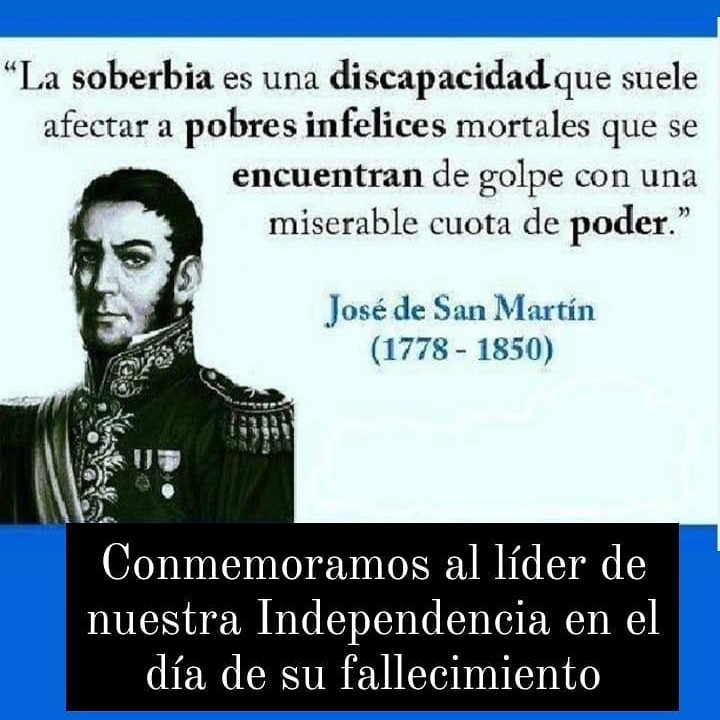 “La soberbia es una discapacidad que suele
afectar a pobres infelices mortales que se
encuentran de golpe con una
miserable cuota de poder.”
José de San Martín
(1778 - 1850)
Conmemoramos al líder de
nuestra Independencia en el
día de su fallecimiento